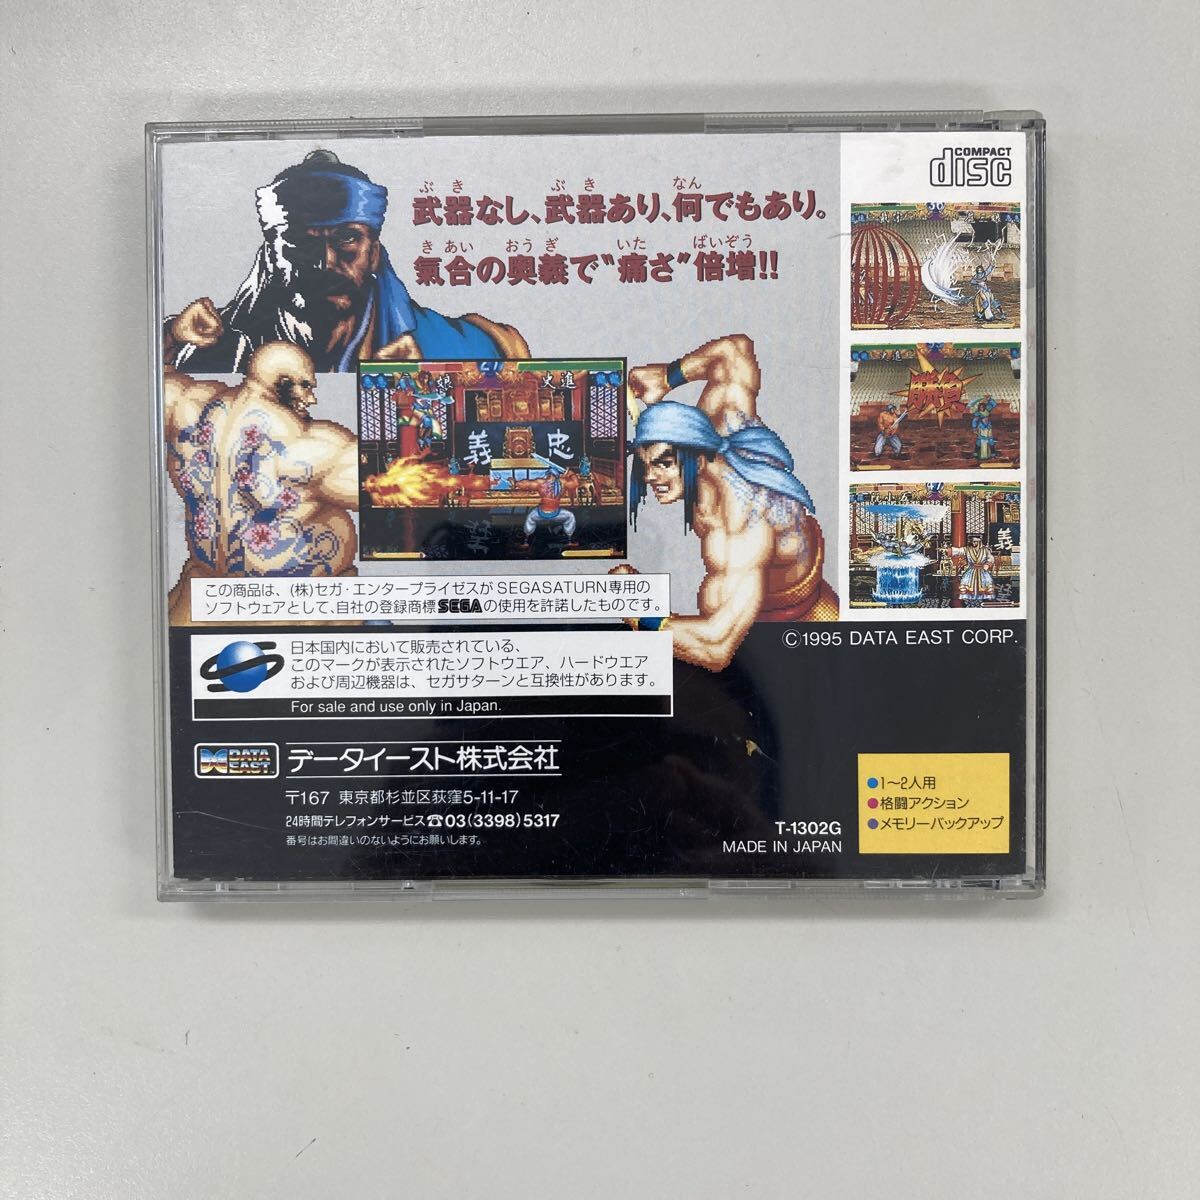 COMPACT
disc
ぶき ぶき なん
武器なし、武器あり、何でもあり。
きあい おうぎ いた ばいぞう
氣合の奥義で"痛さ"倍増!!
娘 史進
義 忠
勝負
この商品は、(株)セガ・エンタープライゼスが SEGASATURN専用の
ソフトウェアとして、自社の登録商標SEGAの使用を許諾したものです。
©1995 DATA EAST CORP.
日本国内において販売されている、
このマークが表示されたソフトウエア、ハードウエア
および周辺機器は、セガサターンと互換性があります。
For sale and use only in Japan.
DATA
EAST
データイースト株式会社
〒167 東京都杉並区荻窪5-11-17
24時間テレフォンサービス☎03(3398)5317
番号はお間違いのないようにお願いします。
T-1302G
MADE IN JAPAN
●1〜2人用
●格闘アクション
●メモリーバックアップ